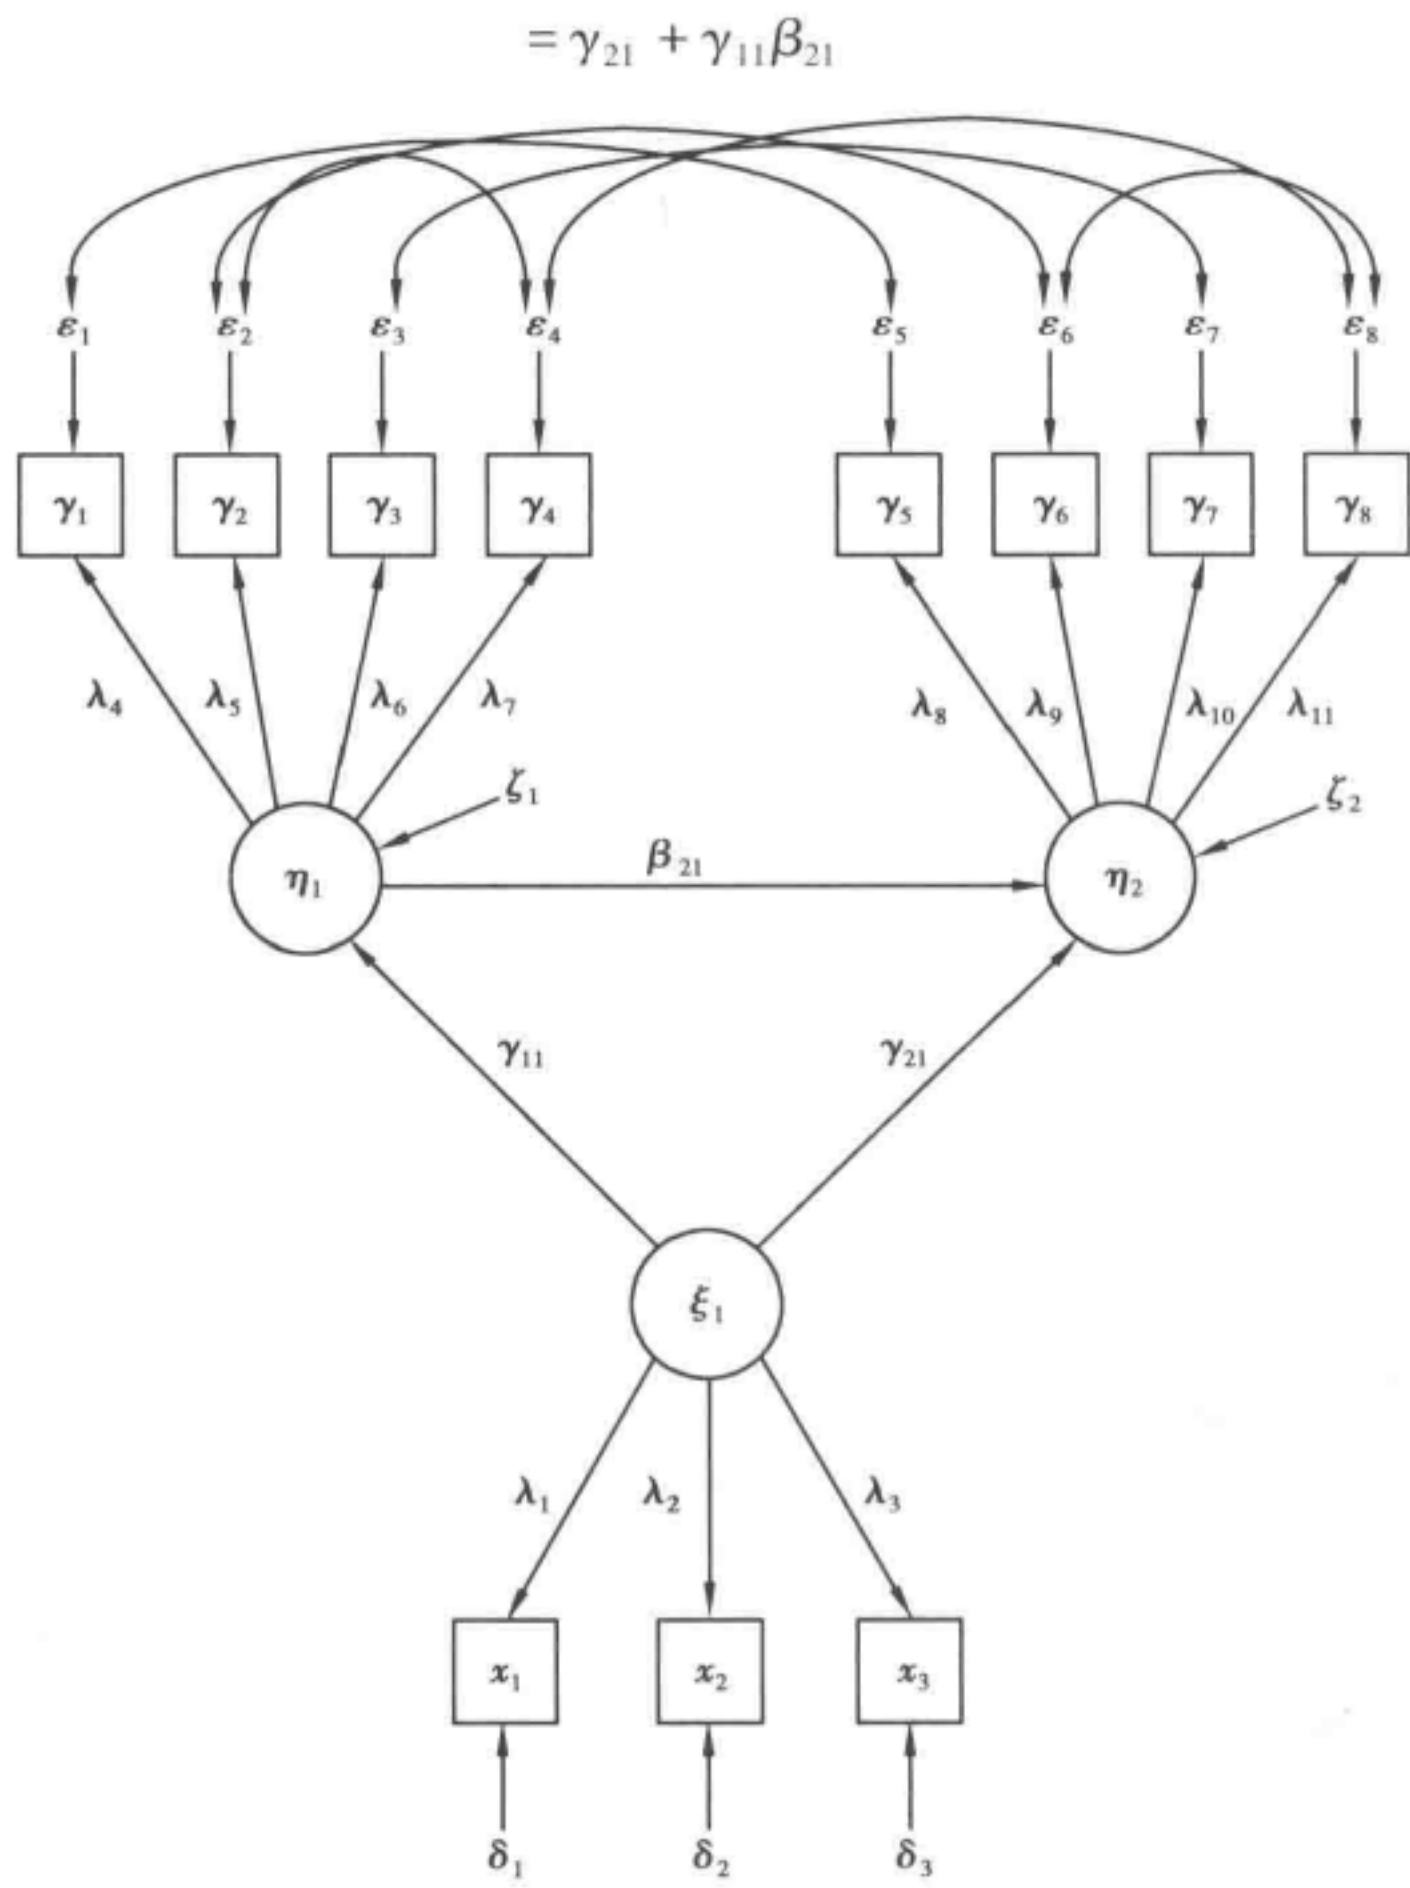 = γ₂₁ + γ₁₁β₂₁
ε₁ ε₂ ε₃ ε₄ ε₅ ε₆ ε₇ ε₈
γ₁ γ₂ γ₃ γ₄ γ₅ γ₆ γ₇ γ₈
λ₄ λ₅ λ₆ λ₇ λ₈ λ₉ λ₁₀ λ₁₁
ζ₁ ζ₂
η₁ β₂₁ η₂
γ₁₁ γ₂₁
ξ₁
λ₁ λ₂ λ₃
x₁ x₂ x₃
δ₁ δ₂ δ₃